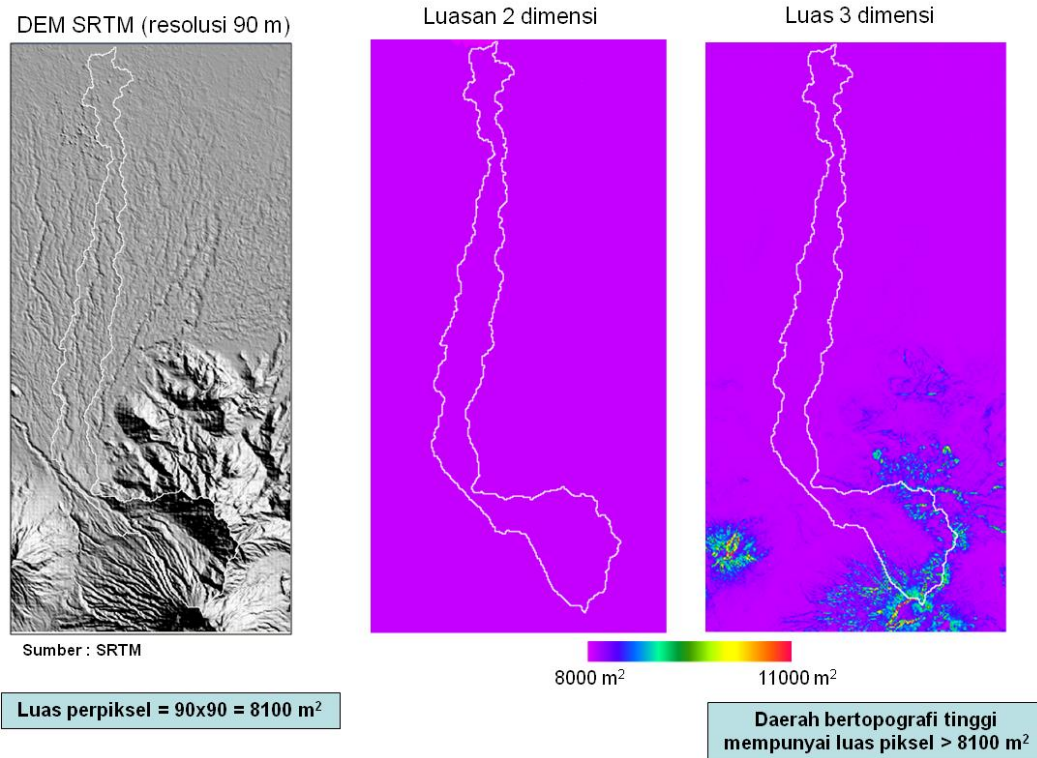 DEM SRTM (resolusi 90 m)
Luasan 2 dimensi
Luas 3 dimensi
Sumber : SRTM
8000 m²
11000 m²
Luas perpiksel = 90x90 = 8100 m²
Daerah bertopografi tinggi
mempunyai luas piksel > 8100 m²